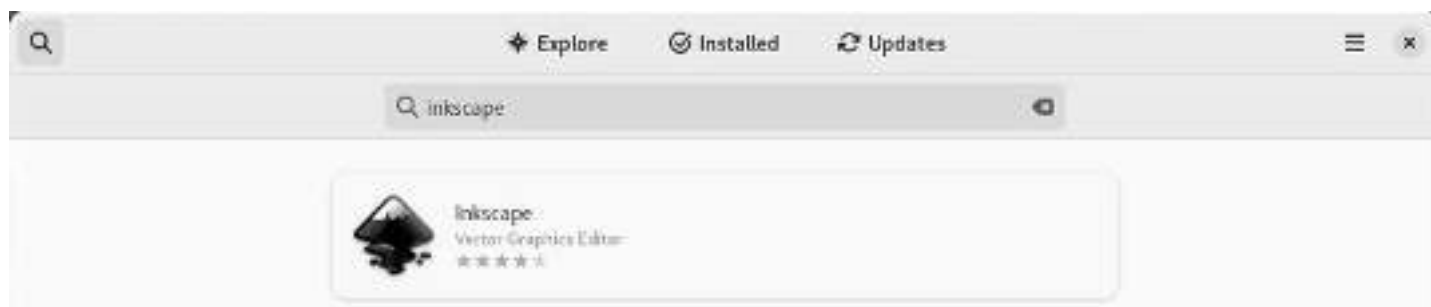 Explore Installed Updates
inkscape
Inkscape
Vector Graphics Editor